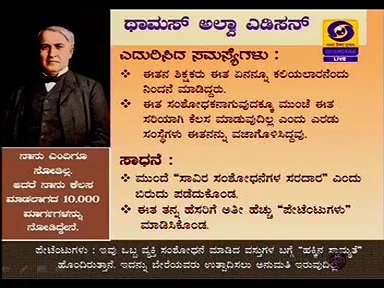 ಥಾಮಸ್ ಅಲ್ವಾ ಎಡಿಸನ್
CHANDANA
LIVE
ಎದುರಿಸಿದ ಸಮಸ್ಯೆಗಳು :
ಈತನ ಶಿಕ್ಷಕರು ಈತ ಏನನ್ನೂ ಕಲಿಯಲಾರನೆಂದು
ನಿಂದನೆ ಮಾಡಿದ್ದರು.
ಈತ ಸಂಶೋಧಕನಾಗುವುದಕ್ಕೂ ಮುಂಚೆ ಈತ
ಸರಿಯಾಗಿ ಕೆಲಸ ಮಾಡುವುದಿಲ್ಲ ಎಂದು ಎರಡು
ಸಂಸ್ಥೆಗಳು ಈತನನ್ನು ವಜಾಗೊಳಿಸಿದ್ದವು.
ಸಾಧನೆ :
ಮುಂದೆ "ಸಾವಿರ ಸಂಶೋಧನೆಗಳ ಸರದಾರ" ಎಂದು
ಬಿರುದು ಪಡೆದುಕೊಂಡ.
ಈತ ತನ್ನ ಹೆಸರಿಗೆ ಅತೀ ಹೆಚ್ಚು "ಪೇಟೆಂಟುಗಳು"
ಮಾಡಿಸಿಕೊಂಡ.
ನಾನು ಎಂದಿಗೂ
ಸೋತಿಲ್ಲ.
ಆದರೆ ನಾನು ಕೆಲಸ
ಮಾಡಲಾಗದ 10,000
ಮಾರ್ಗಗಳನ್ನು
ನೋಡಿದ್ದೇನೆ.
ಪೇಟೆಂಟುಗಳು : ಇವು ಒಬ್ಬ ವ್ಯಕ್ತಿ ಸಂಶೋಧನೆ ಮಾಡಿದ ವಸ್ತುಗಳ ಬಗ್ಗೆ "ಹಕ್ಕಿನ ಸಾಮ್ಯತೆ"
ಹೊಂದಿರುತ್ತಾನೆ. ಇದನ್ನು ಬೇರೆಯವರು ಉತ್ಪಾದಿಸಲು ಅನುಮತಿ ಇರುವುದಿಲ್ಲ